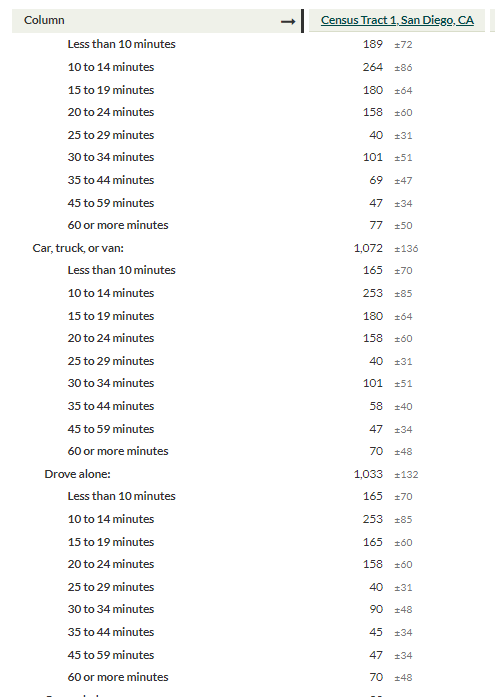 Column → Census Tract 1, San Diego, CA
Less than 10 minutes 189 ±72
10 to 14 minutes 264 ±86
15 to 19 minutes 180 ±64
20 to 24 minutes 158 ±60
25 to 29 minutes 40 ±31
30 to 34 minutes 101 ±51
35 to 44 minutes 69 ±47
45 to 59 minutes 47 ±34
60 or more minutes 77 ±50
Car, truck, or van: 1,072 ±136
Less than 10 minutes 165 ±70
10 to 14 minutes 253 ±85
15 to 19 minutes 180 ±64
20 to 24 minutes 158 ±60
25 to 29 minutes 40 ±31
30 to 34 minutes 101 ±51
35 to 44 minutes 58 ±40
45 to 59 minutes 47 ±34
60 or more minutes 70 ±48
Drove alone: 1,033 ±132
Less than 10 minutes 165 ±70
10 to 14 minutes 253 ±85
15 to 19 minutes 165 ±60
20 to 24 minutes 158 ±60
25 to 29 minutes 40 ±31
30 to 34 minutes 90 ±48
35 to 44 minutes 45 ±34
45 to 59 minutes 47 ±34
60 or more minutes 70 ±48